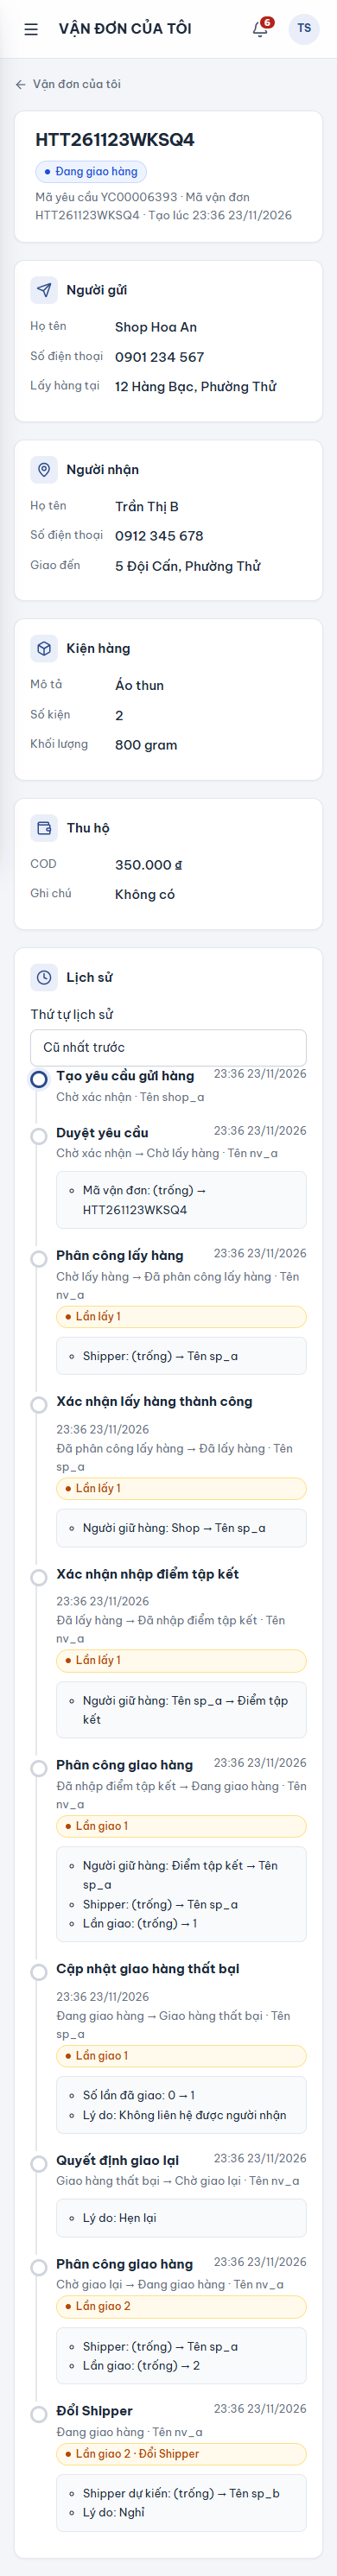 VẬN ĐƠN CỦA TÔI
6
TS
Vận đơn của tôi
HTT261123WKSQ4
Đang giao hàng
Mã yêu cầu YC00006393 · Mã vận đơn
HTT261123WKSQ4 · Tạo lúc 23:36 23/11/2026
Người gửi
Họ tên Shop Hoa An
Số điện thoại 0901 234 567
Lấy hàng tại 12 Hàng Bạc, Phường Thử
Người nhận
Họ tên Trần Thị B
Số điện thoại 0912 345 678
Giao đến 5 Đội Cấn, Phường Thử
Kiện hàng
Mô tả Áo thun
Số kiện 2
Khối lượng 800 gram
Thu hộ
COD 350.000 ₫
Ghi chú Không có
Lịch sử
Thứ tự lịch sử
Cũ nhất trước
Tạo yêu cầu gửi hàng 23:36 23/11/2026
Chờ xác nhận · Tên shop_a
Duyệt yêu cầu 23:36 23/11/2026
Chờ xác nhận → Chờ lấy hàng · Tên nv_a
Mã vận đơn: (trống) →
HTT261123WKSQ4
Phân công lấy hàng 23:36 23/11/2026
Chờ lấy hàng → Đã phân công lấy hàng · Tên
nv_a
Lần lấy 1
Shipper: (trống) → Tên sp_a
Xác nhận lấy hàng thành công
23:36 23/11/2026
Đã phân công lấy hàng → Đã lấy hàng · Tên
sp_a
Lần lấy 1
Người giữ hàng: Shop → Tên sp_a
Xác nhận nhập điểm tập kết
23:36 23/11/2026
Đã lấy hàng → Đã nhập điểm tập kết · Tên
nv_a
Lần lấy 1
Người giữ hàng: Tên sp_a → Điểm tập
kết
Phân công giao hàng 23:36 23/11/2026
Đã nhập điểm tập kết → Đang giao hàng · Tên
nv_a
Lần giao 1
Người giữ hàng: Điểm tập kết → Tên
sp_a
Shipper: (trống) → Tên sp_a
Lần giao: (trống) → 1
Cập nhật giao hàng thất bại
23:36 23/11/2026
Đang giao hàng → Giao hàng thất bại · Tên
sp_a
Lần giao 1
Số lần đã giao: 0 → 1
Lý do: Không liên hệ được người nhận
Quyết định giao lại 23:36 23/11/2026
Giao hàng thất bại → Chờ giao lại · Tên nv_a
Lý do: Hẹn lại
Phân công giao hàng 23:36 23/11/2026
Chờ giao lại → Đang giao hàng · Tên nv_a
Lần giao 2
Shipper: (trống) → Tên sp_a
Lần giao: (trống) → 2
Đổi Shipper 23:36 23/11/2026
Đang giao hàng · Tên nv_a
Lần giao 2 · Đổi Shipper
Shipper dự kiến: (trống) → Tên sp_b
Lý do: Nghỉ